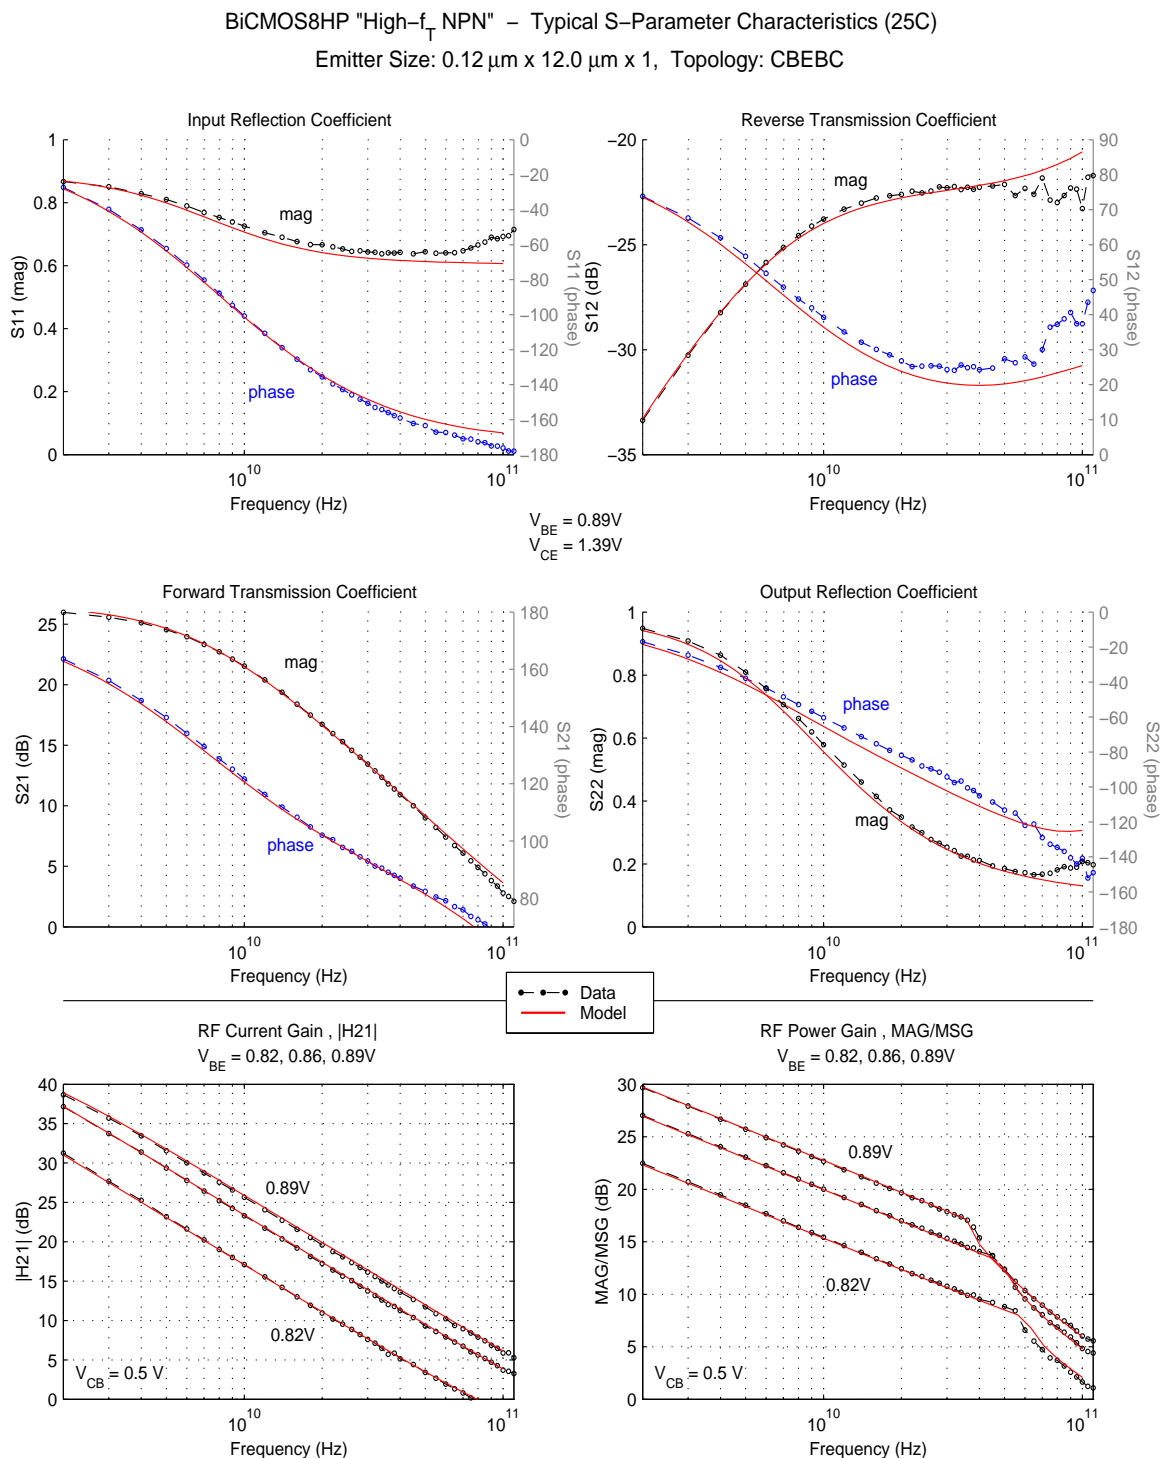 BiCMOS8HP "High−fT NPN" − Typical S−Parameter Characteristics (25C)
Emitter Size: 0.12 μm x 12.0 μm x 1, Topology: CBEBC
Input Reflection Coefficient
S11 (mag)
1
0.8
0.6
0.4
0.2
0
mag
phase
0
−20
−40
−60
−80
−100
−120
−140
−160
−180
S11 (phase)
10^10
10^11
Frequency (Hz)
Reverse Transmission Coefficient
S12 (dB)
−20
−25
−30
−35
mag
phase
90
80
70
60
50
40
30
20
10
0
S12 (phase)
10^10
10^11
Frequency (Hz)
VBE = 0.89V
VCE = 1.39V
Forward Transmission Coefficient
S21 (dB)
25
20
15
10
5
0
mag
phase
180
160
140
120
100
80
S21 (phase)
10^10
10^11
Frequency (Hz)
Output Reflection Coefficient
S22 (mag)
1
0.8
0.6
0.4
0.2
0
phase
mag
0
−20
−40
−60
−80
−100
−120
−140
−160
−180
S22 (phase)
10^10
10^11
Frequency (Hz)
Data
Model
RF Current Gain , |H21|
VBE = 0.82, 0.86, 0.89V
|H21| (dB)
40
35
30
25
20
15
10
5
0
0.89V
0.82V
VCB = 0.5 V
10^10
10^11
Frequency (Hz)
RF Power Gain , MAG/MSG
VBE = 0.82, 0.86, 0.89V
MAG/MSG (dB)
30
25
20
15
10
5
0
0.89V
0.82V
VCB = 0.5 V
10^10
10^11
Frequency (Hz)